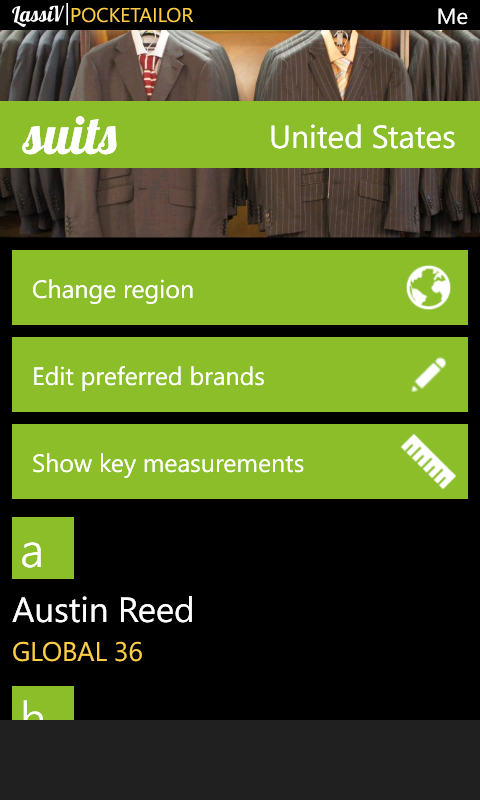 LassiV|POCKETAILOR
Me
suits
United States
Change region
Edit preferred brands
Show key measurements
a
Austin Reed
GLOBAL 36
b